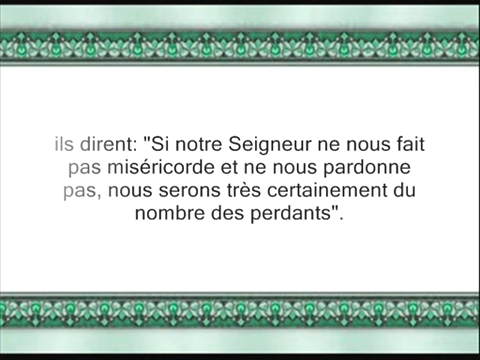 ils dirent: "Si notre Seigneur ne nous fait
pas miséricorde et ne nous pardonne
pas, nous serons très certainement du
nombre des perdants".